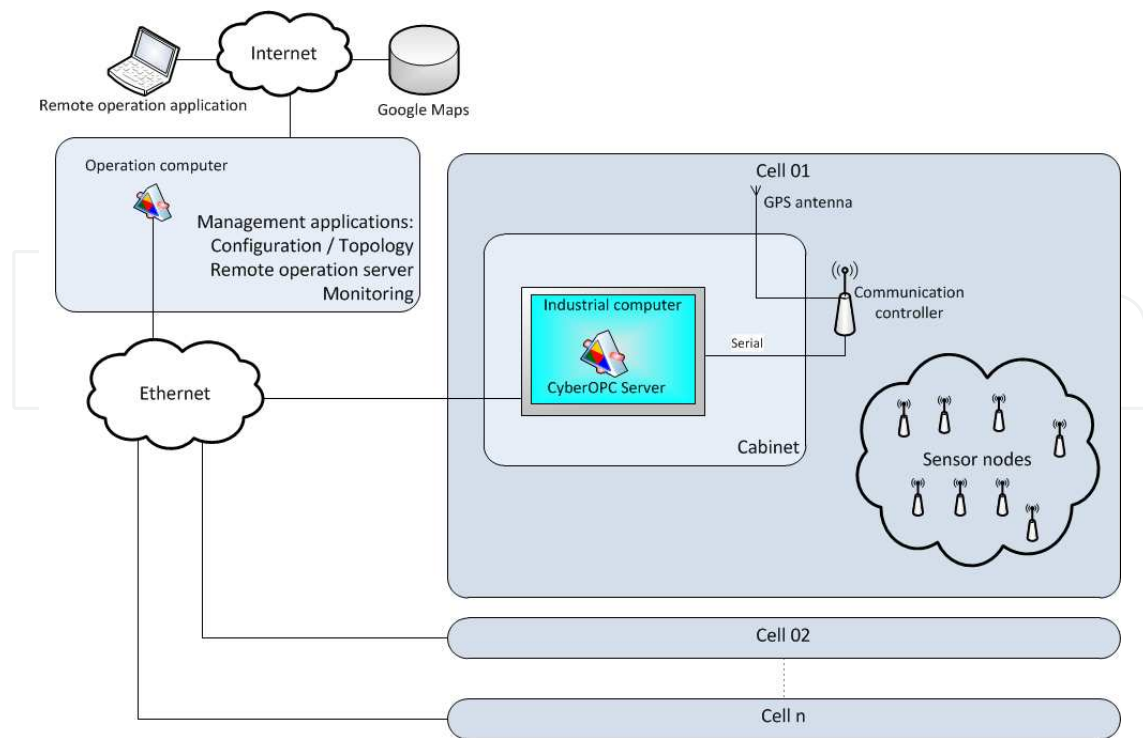 Internet
Remote operation application
Google Maps
Operation computer
Management applications:
Configuration / Topology
Remote operation server
Monitoring
Ethernet
Cell 01
GPS antenna
Industrial computer
CyberOPC Server
Serial
Communication
controller
Cabinet
Sensor nodes
Cell 02
Cell n